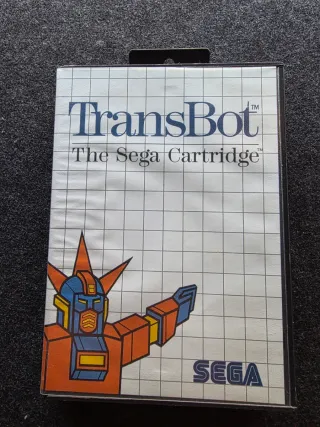 TransBot™
The Sega Cartridge™
SEGA